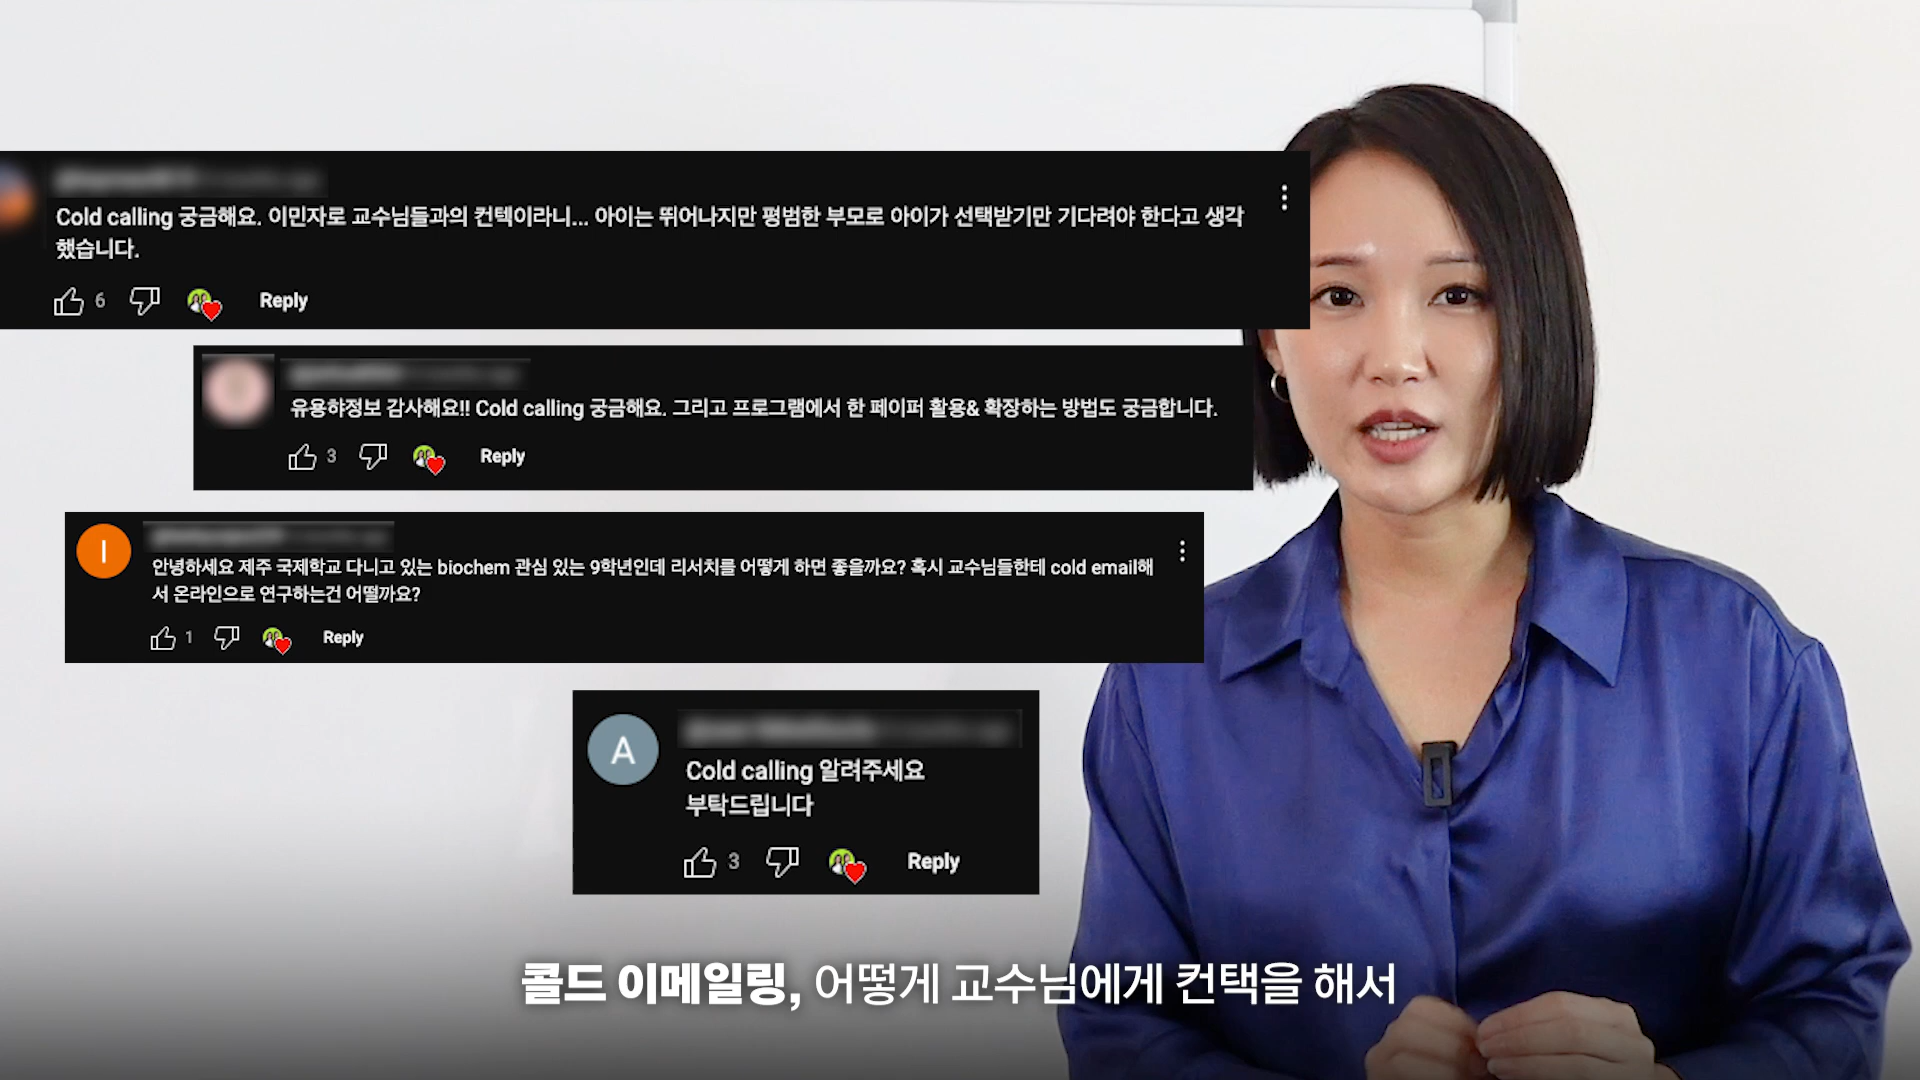 Cold calling 궁금해요. 이민자로 교수님들과의 컨텍이라니... 아이는 뛰어나지만 평범한 부모로 아이가 선택받기만 기다려야 한다고 생각
했습니다.
6 Reply
유용햐정보 감사해요!! Cold calling 궁금해요. 그리고 프로그램에서 한 페이퍼 활용& 확장하는 방법도 궁금합니다.
3 Reply
I
안녕하세요 제주 국제학교 다니고 있는 biochem 관심 있는 9학년인데 리서치를 어떻게 하면 좋을까요? 혹시 교수님들한테 cold email해
서 온라인으로 연구하는건 어떨까요?
1 Reply
A
Cold calling 알려주세요
부탁드립니다
3 Reply
콜드 이메일링, 어떻게 교수님에게 컨택을 해서